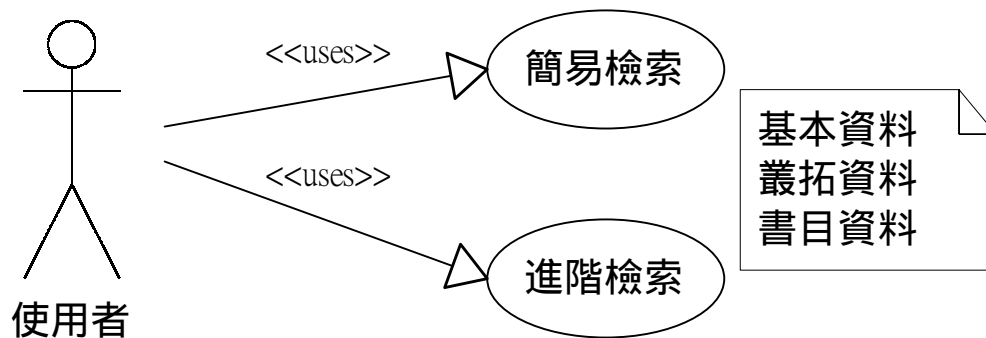 <<uses>>
簡易檢索
基本資料
叢拓資料
書目資料
<<uses>>
進階檢索
使用者